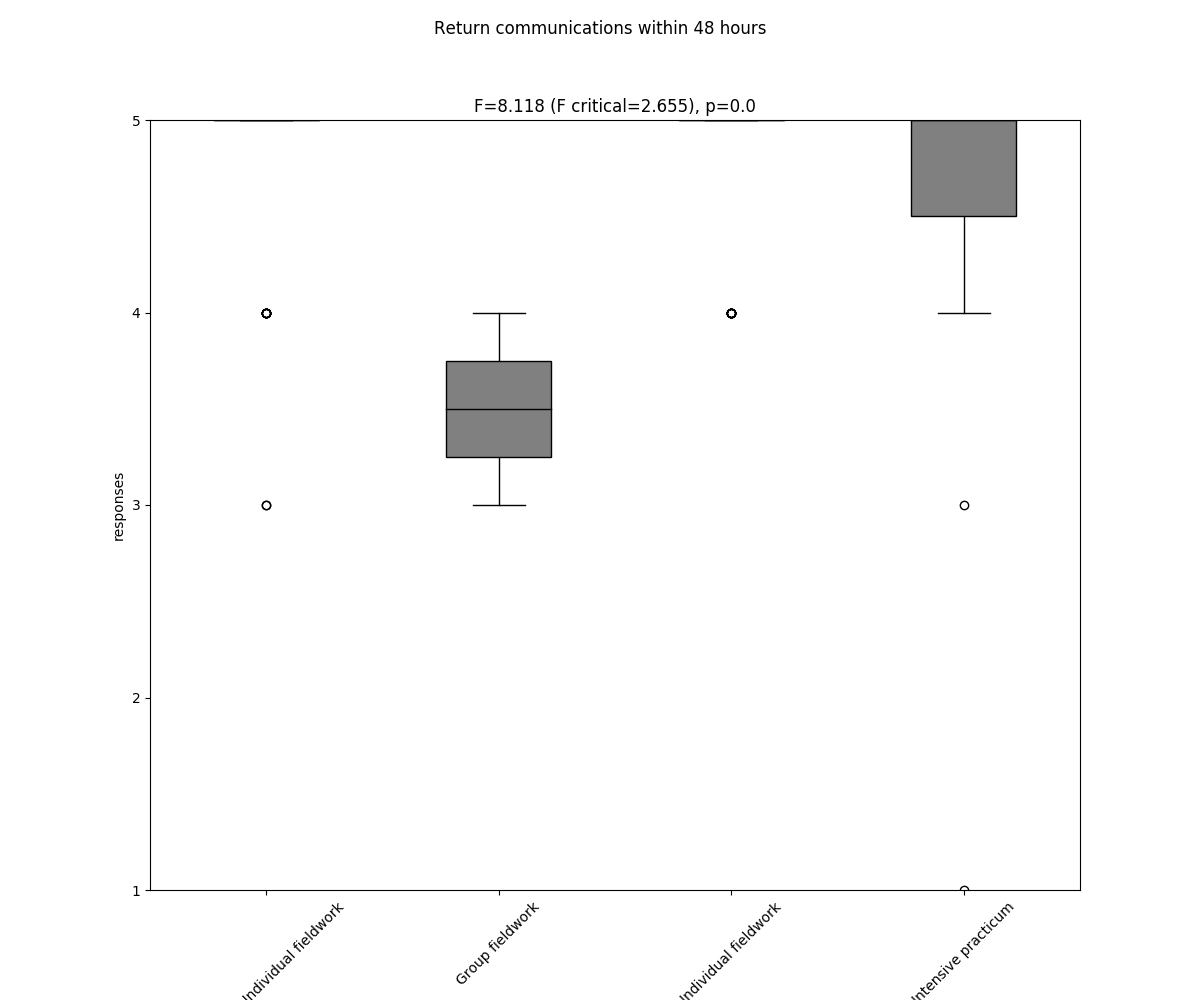 Return communications within 48 hours
F=8.118 (F critical=2.655), p=0.0
5
4
3
2
1
responses
Individual fieldwork
Group fieldwork
Individual fieldwork
Intensive practicum